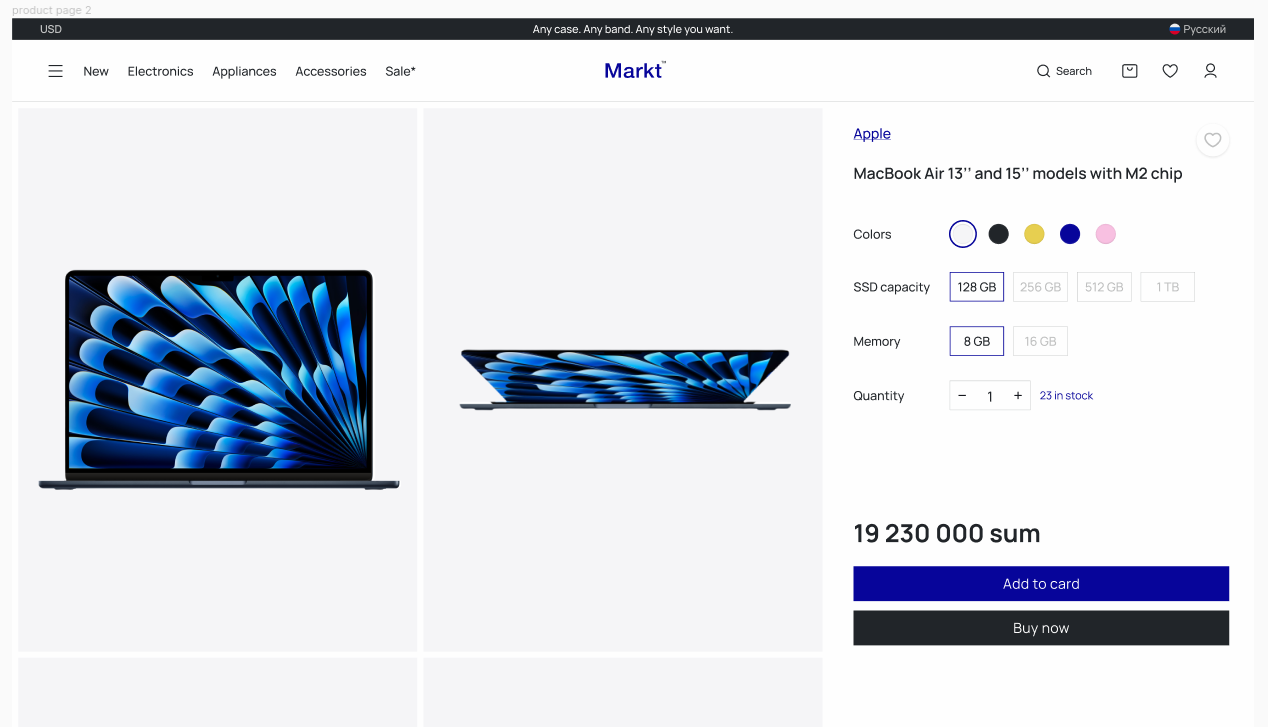 product page 2
USD
Any case. Any band. Any style you want.
Русский
New Electronics Appliances Accessories Sale*
Markt™
Search
Apple
MacBook Air 13’’ and 15’’ models with M2 chip
Colors
SSD capacity 128 GB 256 GB 512 GB 1 TB
Memory 8 GB 16 GB
Quantity − 1 + 23 in stock
19 230 000 sum
Add to card
Buy now